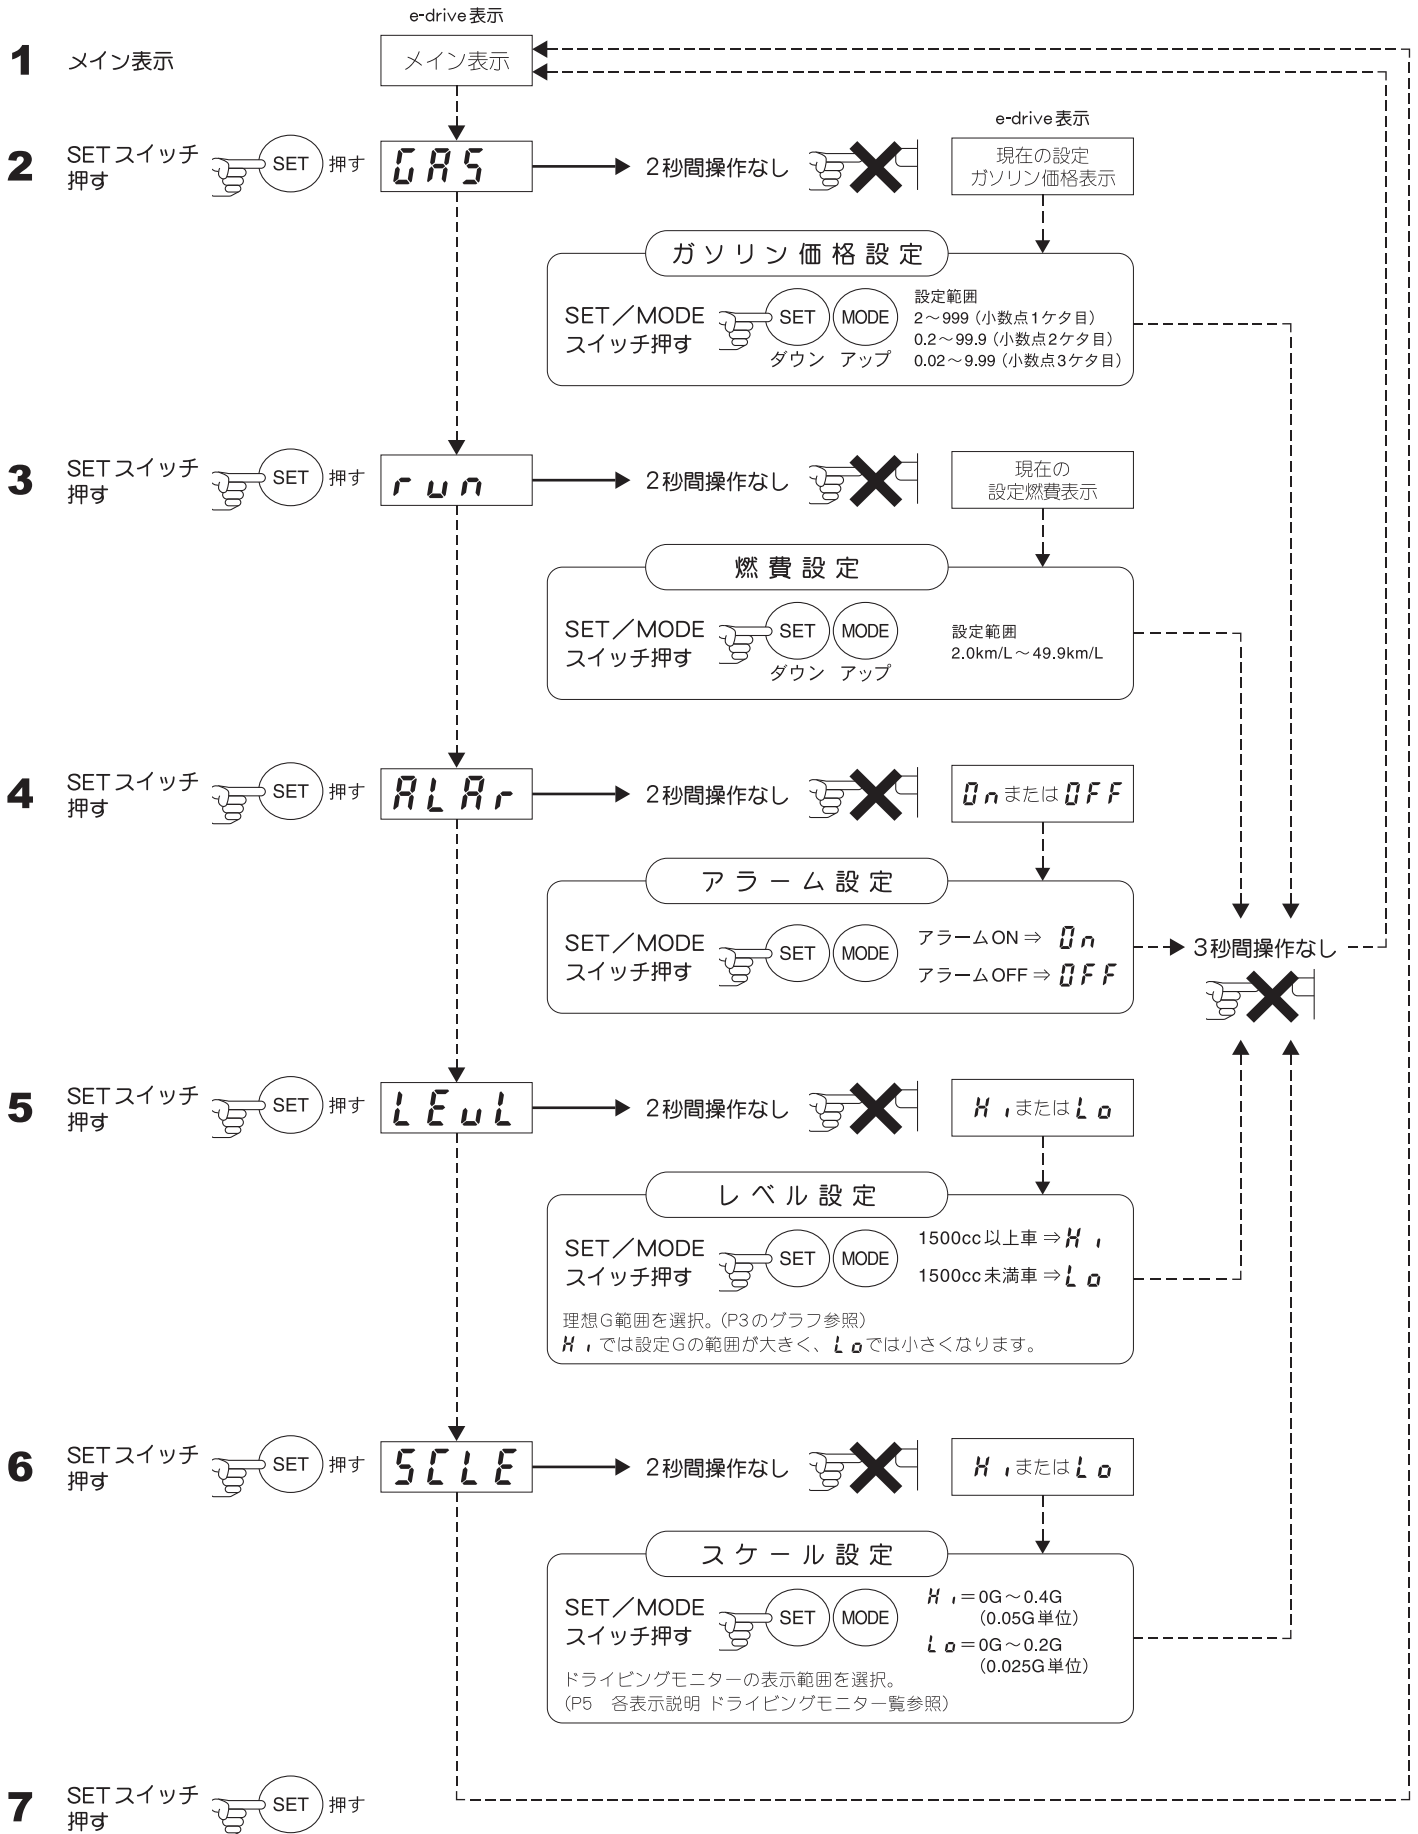 e-drive表示
1 メイン表示 メイン表示
e-drive表示
2 SETスイッチ押す SET 押す GAS 2秒間操作なし
現在の設定
ガソリン価格表示
ガソリン価格設定
SET／MODE
スイッチ押す
SET MODE
ダウン アップ
設定範囲
2～999（小数点1ケタ目）
0.2～99.9（小数点2ケタ目）
0.02～9.99（小数点3ケタ目）
3 SETスイッチ押す SET 押す run 2秒間操作なし
現在の
設定燃費表示
燃費設定
SET／MODE
スイッチ押す
SET MODE
ダウン アップ
設定範囲
2.0km/L～49.9km/L
4 SETスイッチ押す SET 押す ALAr 2秒間操作なし
OnまたはOFF
アラーム設定
SET／MODE
スイッチ押す
SET MODE
アラームON⇒ On
アラームOFF⇒OFF
3秒間操作なし
5 SETスイッチ押す SET 押す LEuL 2秒間操作なし
HiまたはLo
レベル設定
SET／MODE
スイッチ押す
SET MODE
1500cc以上車⇒Hi
1500cc未満車⇒Lo
理想G範囲を選択。（P3のグラフ参照）
Hiでは設定Gの範囲が大きく、Loでは小さくなります。
6 SETスイッチ押す SET 押す SCLE 2秒間操作なし
HiまたはLo
スケール設定
SET／MODE
スイッチ押す
SET MODE
Hi＝0G～0.4G
（0.05G単位）
Lo＝0G～0.2G
（0.025G単位）
ドライビングモニターの表示範囲を選択。
（P5　各表示説明 ドライビングモニター覧参照）
7 SETスイッチ押す SET 押す